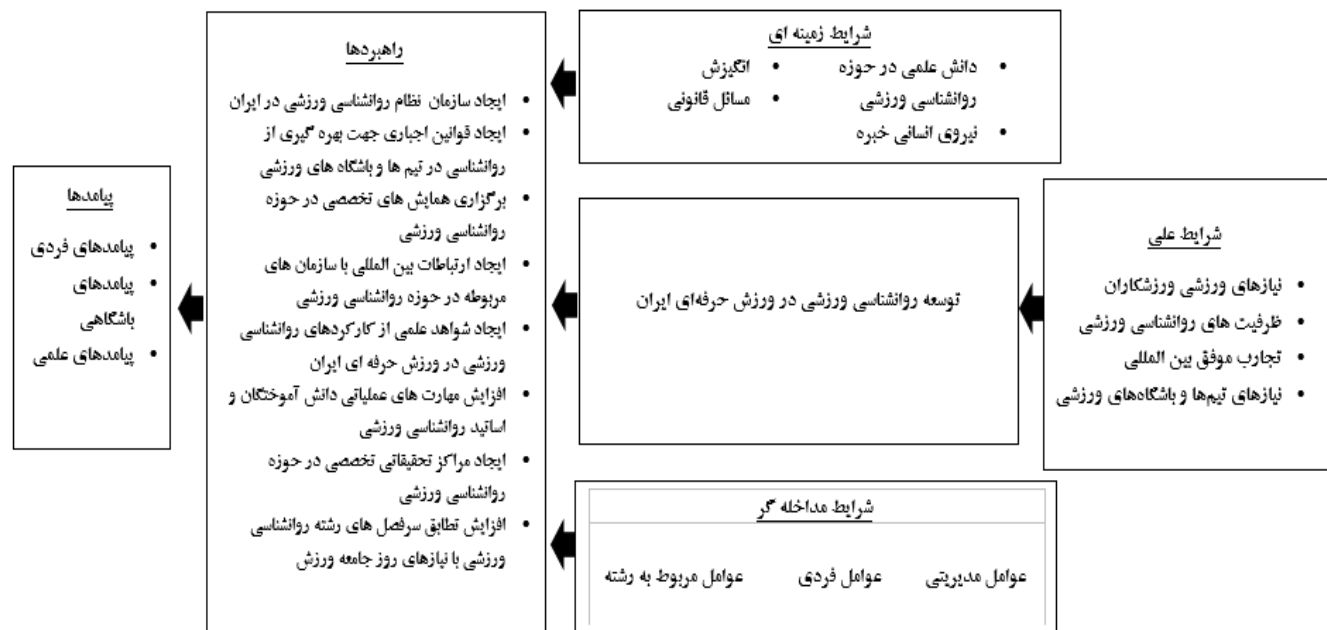 شرایط علی
نیازهای ورزشی ورزشکاران
ظرفیت های روانشناسی ورزشی
تجارب موفق بین المللی
نیازهای تیم‌ها و باشگاه‌های ورزشی
شرایط زمینه ای
دانش علمی در حوزه
روانشناسی ورزشی
نیروی انسانی خبره
انگیزش
مسائل قانونی
توسعه روانشناسی ورزشی در ورزش حرفه‌ای ایران
شرایط مداخله گر
عوامل مدیریتی
عوامل فردی
عوامل مربوط به رشته
راهبردها
ایجاد سازمان نظام روانشناسی ورزشی در ایران
ایجاد قوانین اجباری جهت بهره گیری از
روانشناسی در تیم ها و باشگاه های ورزشی
برگزاری همایش های تخصصی در حوزه
روانشناسی ورزشی
ایجاد ارتباطات بین المللی با سازمان های
مربوطه در حوزه روانشناسی ورزشی
ایجاد شواهد علمی از کارکردهای روانشناسی
ورزشی در ورزش حرفه ای ایران
افزایش مهارت های عملیاتی دانش آموختگان و
اساتید روانشناسی ورزشی
ایجاد مراکز تحقیقاتی تخصصی در حوزه
روانشناسی ورزشی
افزایش تطابق سرفصل های رشته روانشناسی
ورزشی با نیازهای روز جامعه ورزش
پیامدها
پیامدهای فردی
پیامدهای
باشگاهی
پیامدهای علمی